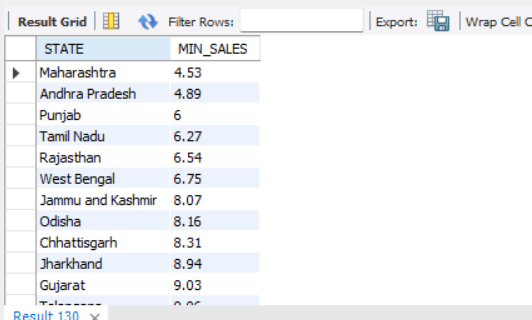 Result Grid Filter Rows: Export: Wrap Cell C
STATE MIN_SALES
Maharashtra 4.53
Andhra Pradesh 4.89
Punjab 6
Tamil Nadu 6.27
Rajasthan 6.54
West Bengal 6.75
Jammu and Kashmir 8.07
Odisha 8.16
Chhattisgarh 8.31
Jharkhand 8.94
Gujarat 9.03
Result 130 ×